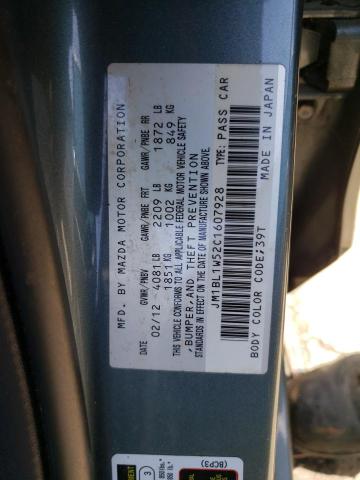 MFD. BY MAZDA MOTOR CORPORATION
DATE GVWR/PNBV GAWR/PNBE FRT GAWR/PNBE RR
02/12 4081 LB 2209 LB 1872 LB
1851 KG 1002 KG 849 KG
THIS VEHICLE CONFORMS TO ALL APPLICABLE FEDERAL MOTOR VEHICLE SAFETY
, BUMPER, AND THEFT PREVENTION
STANDARDS IN EFFECT ON THE DATE OF MANUFACTURE SHOWN ABOVE.
JM1BL1W52C1607928 TYPE: PASS CAR
BODY COLOR CODE/39T MADE IN JAPAN
3
(BCP3)